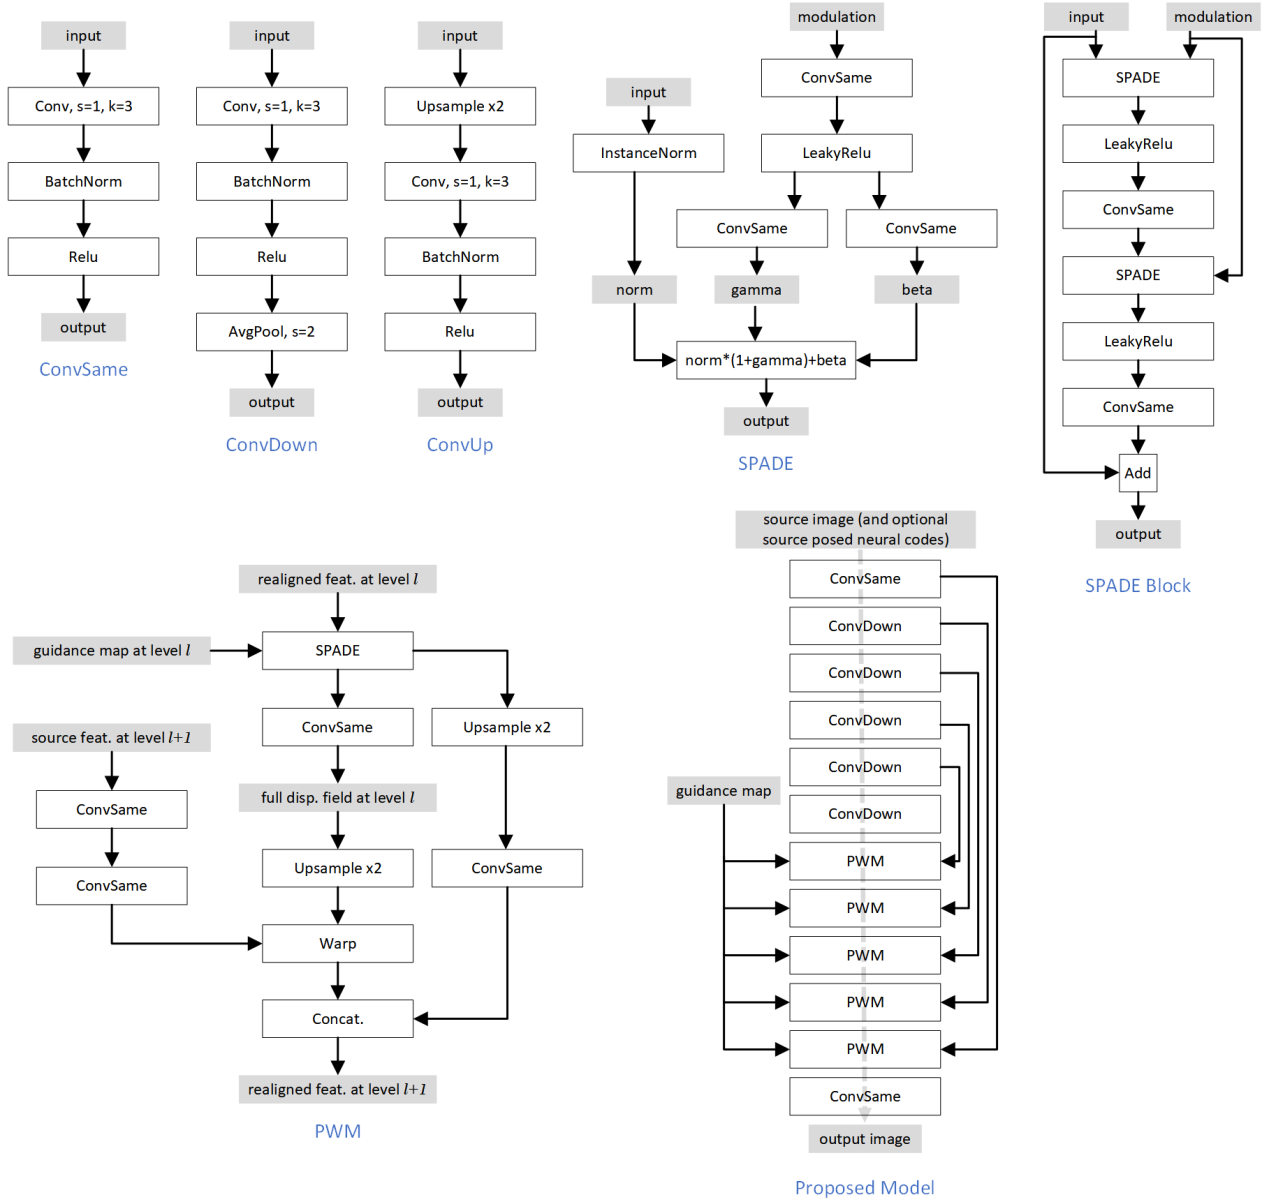 input
Conv, s=1, k=3
BatchNorm
Relu
output
ConvSame
input
Conv, s=1, k=3
BatchNorm
Relu
AvgPool, s=2
output
ConvDown
input
Upsample x2
Conv, s=1, k=3
BatchNorm
Relu
output
ConvUp
modulation
ConvSame
input
InstanceNorm
LeakyRelu
ConvSame
ConvSame
norm
gamma
beta
norm*(1+gamma)+beta
output
SPADE
input
modulation
SPADE
LeakyRelu
ConvSame
SPADE
LeakyRelu
ConvSame
Add
output
SPADE Block
realigned feat. at level l
guidance map at level l
SPADE
ConvSame
Upsample x2
source feat. at level l+1
full disp. field at level l
ConvSame
Upsample x2
ConvSame
ConvSame
Warp
Concat.
realigned feat. at level l+1
PWM
source image (and optional
source posed neural codes)
ConvSame
ConvDown
ConvDown
ConvDown
ConvDown
guidance map
ConvDown
PWM
PWM
PWM
PWM
PWM
ConvSame
output image
Proposed Model